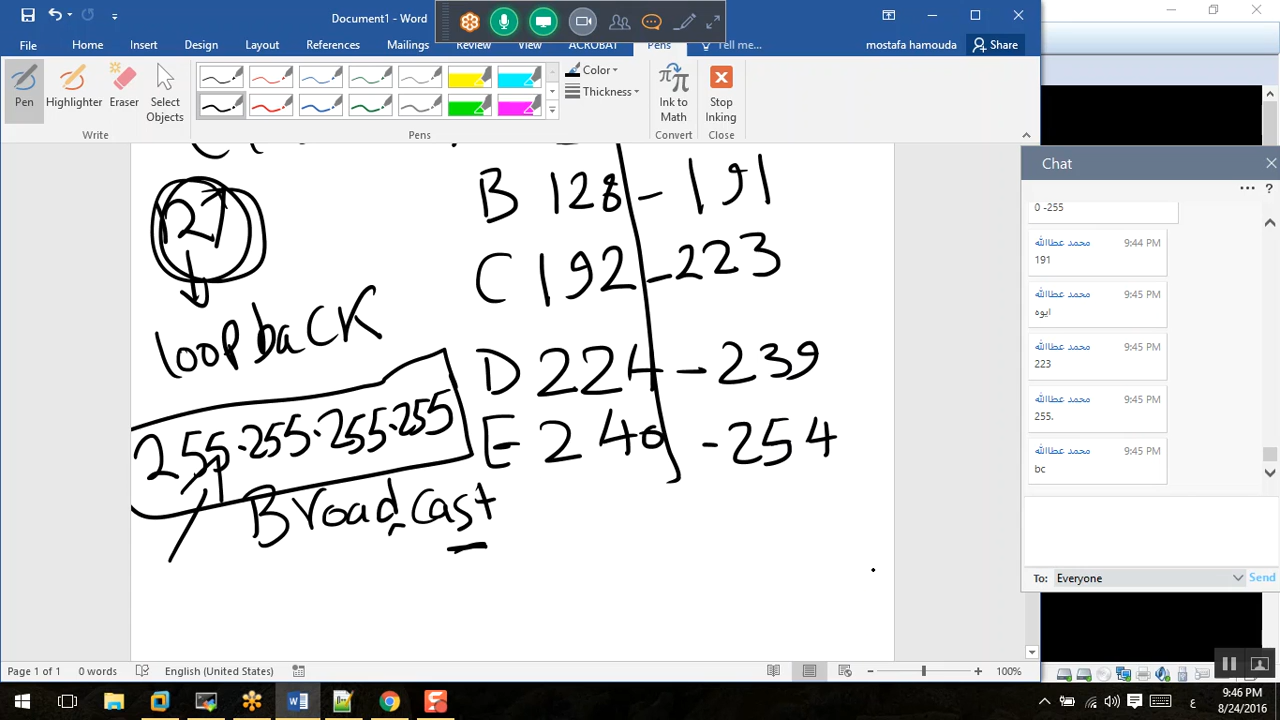 Document1 - Word
File
Home
Insert
Design
Layout
References
Mailings
Review
View
ACROBAT
Pens
Tell me...
mostafa hamouda
Share
Pen
Highlighter
Eraser
Select Objects
Color
Thickness
Ink to Math
Stop Inking
Write
Pens
Convert
Close
B 128 - 191
127
C 192 - 223
loopback
D 224 - 239
255.255.255.255
E 240 - 254
Broadcast
Chat
0 -255
محمد عطاالله 9:44 PM
191
محمد عطاالله 9:45 PM
ايوه
محمد عطاالله 9:45 PM
223
محمد عطاالله 9:45 PM
255.
محمد عطاالله 9:45 PM
bc
To: Everyone Send
Page 1 of 1 0 words English (United States) 100%
ع 9:46 PM
8/24/2016